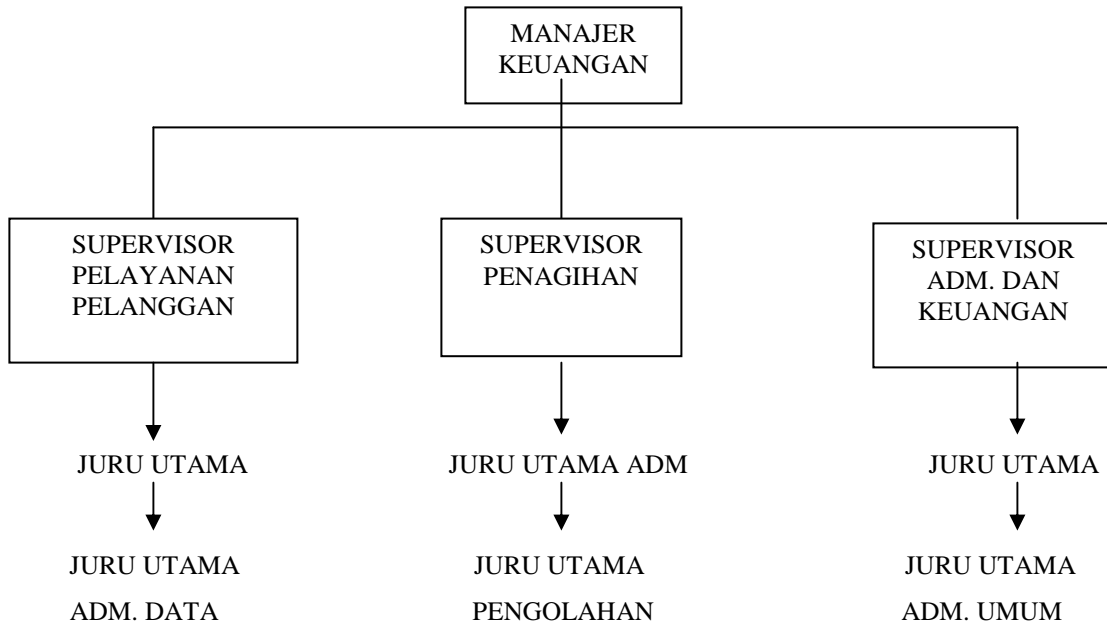 MANAJER
KEUANGAN
SUPERVISOR
PELAYANAN
PELANGGAN
SUPERVISOR
PENAGIHAN
SUPERVISOR
ADM. DAN
KEUANGAN
JURU UTAMA
JURU UTAMA ADM
JURU UTAMA
JURU UTAMA
ADM. DATA
JURU UTAMA
PENGOLAHAN
JURU UTAMA
ADM. UMUM